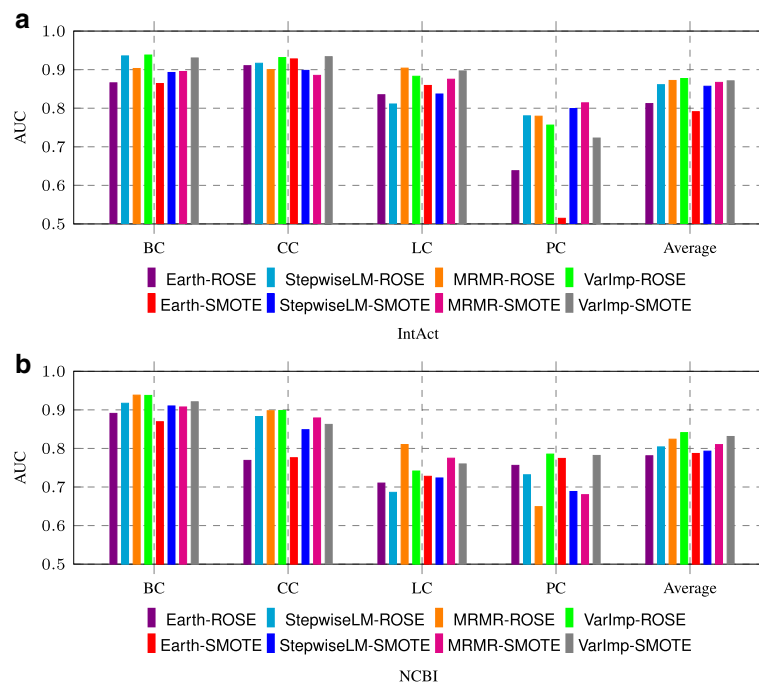 a
1.0
0.9
0.8
0.7
0.6
0.5
AUC
BC CC LC PC Average
Earth-ROSE StepwiseLM-ROSE MRMR-ROSE VarImp-ROSE
Earth-SMOTE StepwiseLM-SMOTE MRMR-SMOTE VarImp-SMOTE
IntAct
b
1.0
0.9
0.8
0.7
0.6
0.5
AUC
BC CC LC PC Average
Earth-ROSE StepwiseLM-ROSE MRMR-ROSE VarImp-ROSE
Earth-SMOTE StepwiseLM-SMOTE MRMR-SMOTE VarImp-SMOTE
NCBI